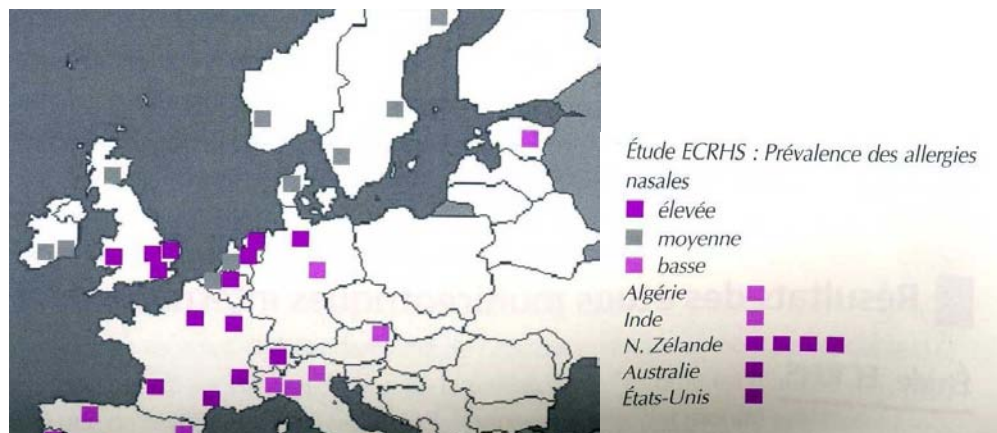 Étude ECRHS : Prévalence des allergies
nasales
élevée
moyenne
basse
Algérie
Inde
N. Zélande
Australie
États-Unis